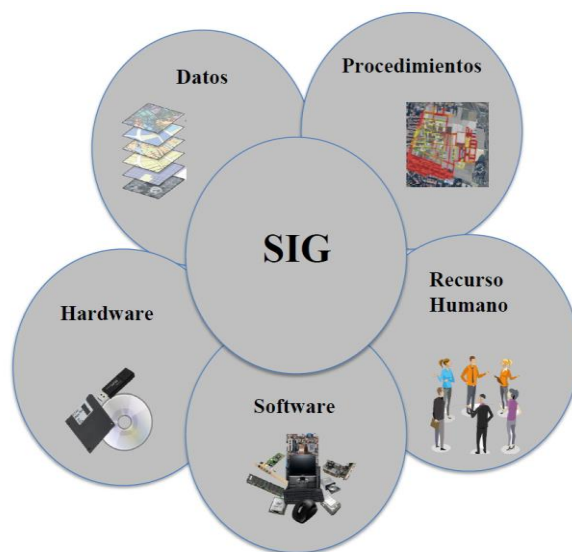 Datos
Procedimientos
SIG
Hardware
Recurso
Humano
Software